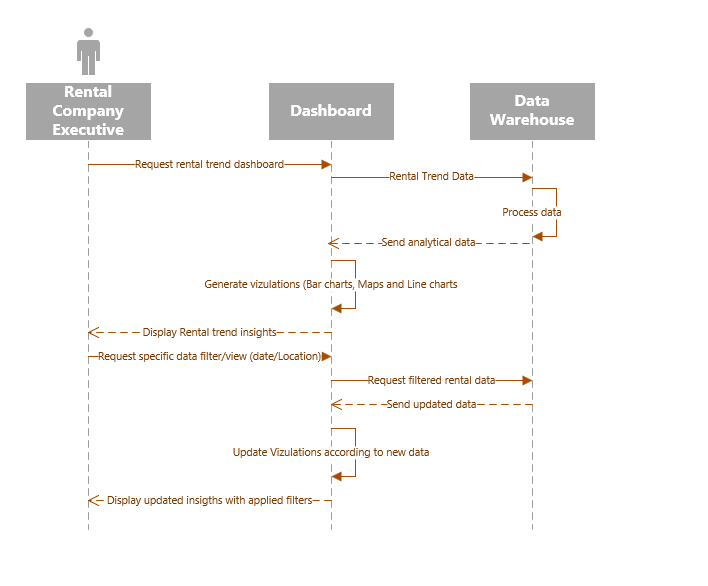 Rental
Company
Executive
Dashboard
Data
Warehouse
Request rental trend dashboard
Rental Trend Data
Process data
Send analytical data
Generate vizulations (Bar charts, Maps and Line charts
Display Rental trend insights
Request specific data filter/view (date/Location)
Request filtered rental data
Send updated data
Update Vizulations according to new data
Display updated insigths with applied filters